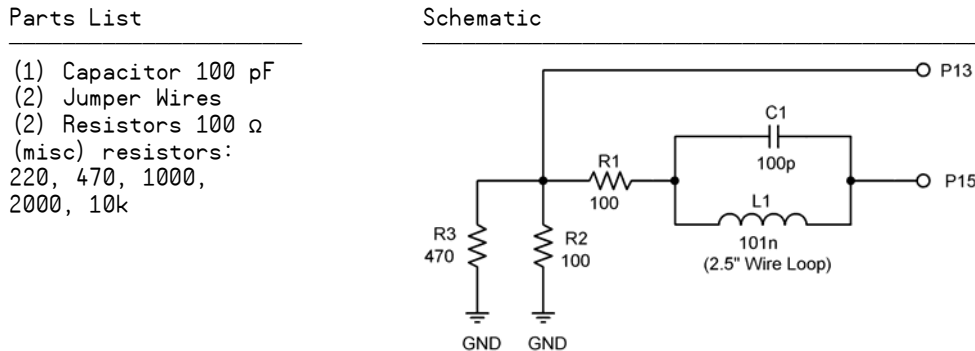 Parts List
(1) Capacitor 100 pF
(2) Jumper Wires
(2) Resistors 100 Ω
(misc) resistors:
220, 470, 1000,
2000, 10k
Schematic
P13
C1
100p
R1
100
P15
L1
101n
(2.5" Wire Loop)
R3
470
R2
100
GND
GND